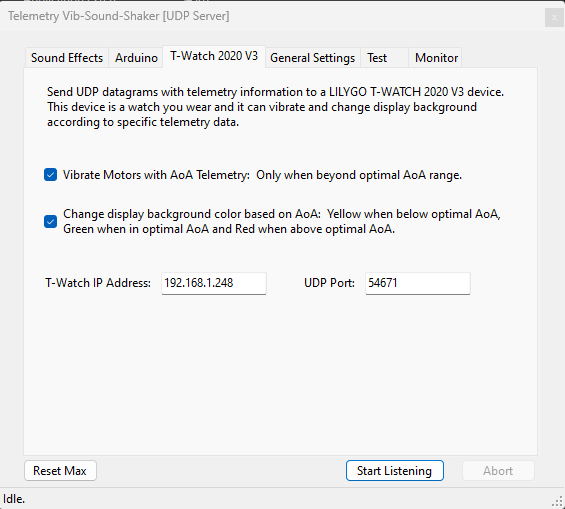 Telemetry Vib-Sound-Shaker [UDP Server]
x
Sound Effects Arduino T-Watch 2020 V3 General Settings Test Monitor
Send UDP datagrams with telemetry information to a LILYGO T-WATCH 2020 V3 device.
This device is a watch you wear and it can vibrate and change display background
according to specific telemetry data.
Vibrate Motors with AoA Telemetry: Only when beyond optimal AoA range.
Change display background color based on AoA: Yellow when below optimal AoA,
Green when in optimal AoA and Red when above optimal AoA.
T-Watch IP Address: 192.168.1.248 UDP Port: 54671
Reset Max Start Listening Abort
Idle.